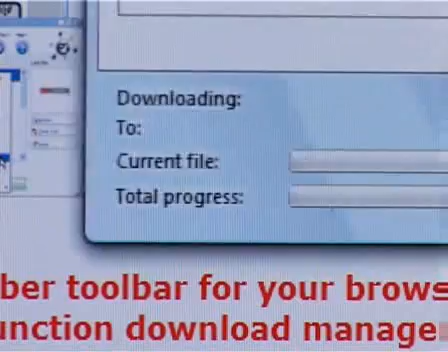 Downloading:
To:
Current file:
Total progress:
ber toolbar for your brows
unction download manage